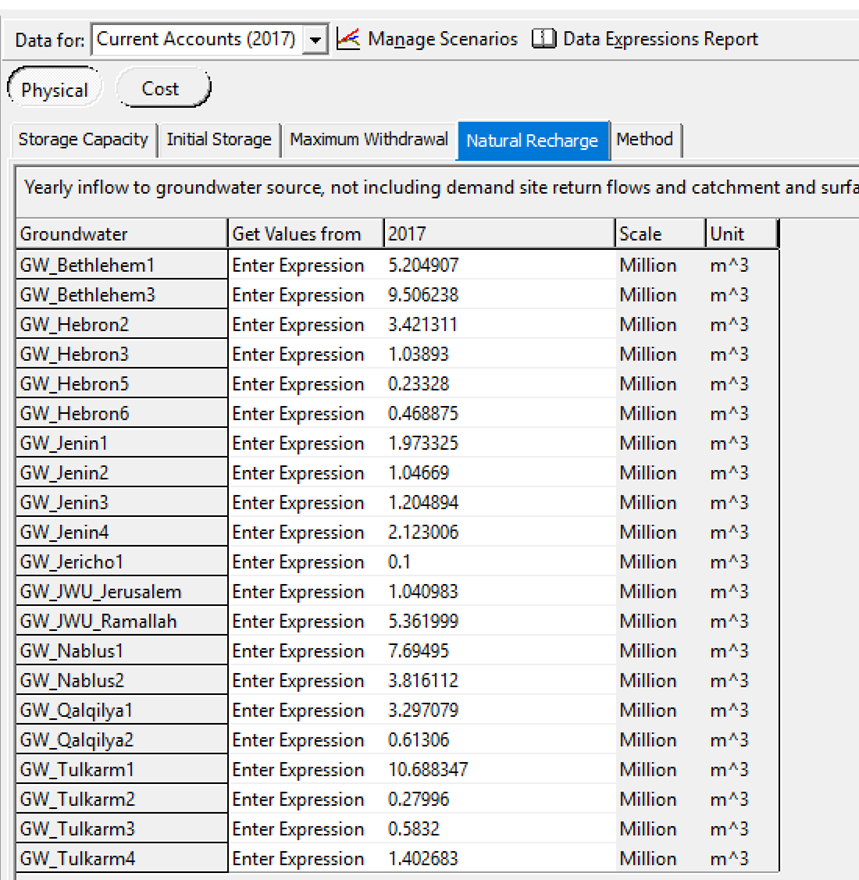 Data for: Current Accounts (2017) Manage Scenarios Data Expressions Report
Physical Cost
Storage Capacity Initial Storage Maximum Withdrawal Natural Recharge Method
Yearly inflow to groundwater source, not including demand site return flows and catchment and surfa
Groundwater Get Values from 2017 Scale Unit
GW_Bethlehem1 Enter Expression 5.204907 Million m^3
GW_Bethlehem3 Enter Expression 9.506238 Million m^3
GW_Hebron2 Enter Expression 3.421311 Million m^3
GW_Hebron3 Enter Expression 1.03893 Million m^3
GW_Hebron5 Enter Expression 0.23328 Million m^3
GW_Hebron6 Enter Expression 0.468875 Million m^3
GW_Jenin1 Enter Expression 1.973325 Million m^3
GW_Jenin2 Enter Expression 1.04669 Million m^3
GW_Jenin3 Enter Expression 1.204894 Million m^3
GW_Jenin4 Enter Expression 2.123006 Million m^3
GW_Jericho1 Enter Expression 0.1 Million m^3
GW_JWU_Jerusalem Enter Expression 1.040983 Million m^3
GW_JWU_Ramallah Enter Expression 5.361999 Million m^3
GW_Nablus1 Enter Expression 7.69495 Million m^3
GW_Nablus2 Enter Expression 3.816112 Million m^3
GW_Qalqilya1 Enter Expression 3.297079 Million m^3
GW_Qalqilya2 Enter Expression 0.61306 Million m^3
GW_Tulkarm1 Enter Expression 10.688347 Million m^3
GW_Tulkarm2 Enter Expression 0.27996 Million m^3
GW_Tulkarm3 Enter Expression 0.5832 Million m^3
GW_Tulkarm4 Enter Expression 1.402683 Million m^3